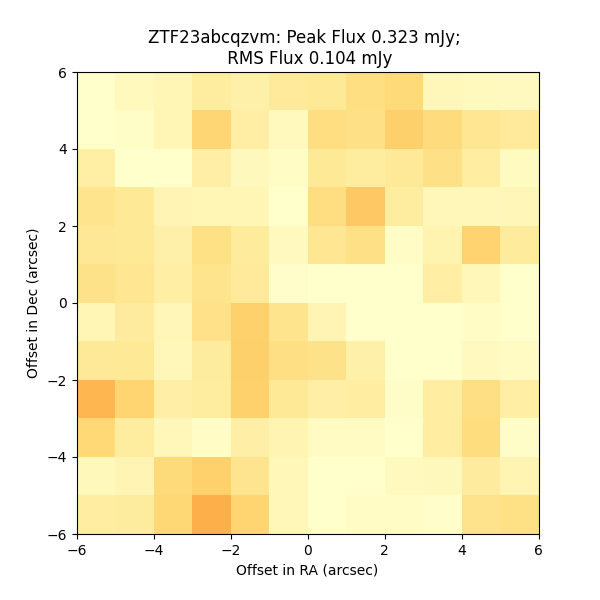 ZTF23abcqzvm: Peak Flux 0.323 mJy;
RMS Flux 0.104 mJy
6
4
2
0
−2
−4
−6
Offset in Dec (arcsec)
−6 −4 −2 0 2 4 6
Offset in RA (arcsec)